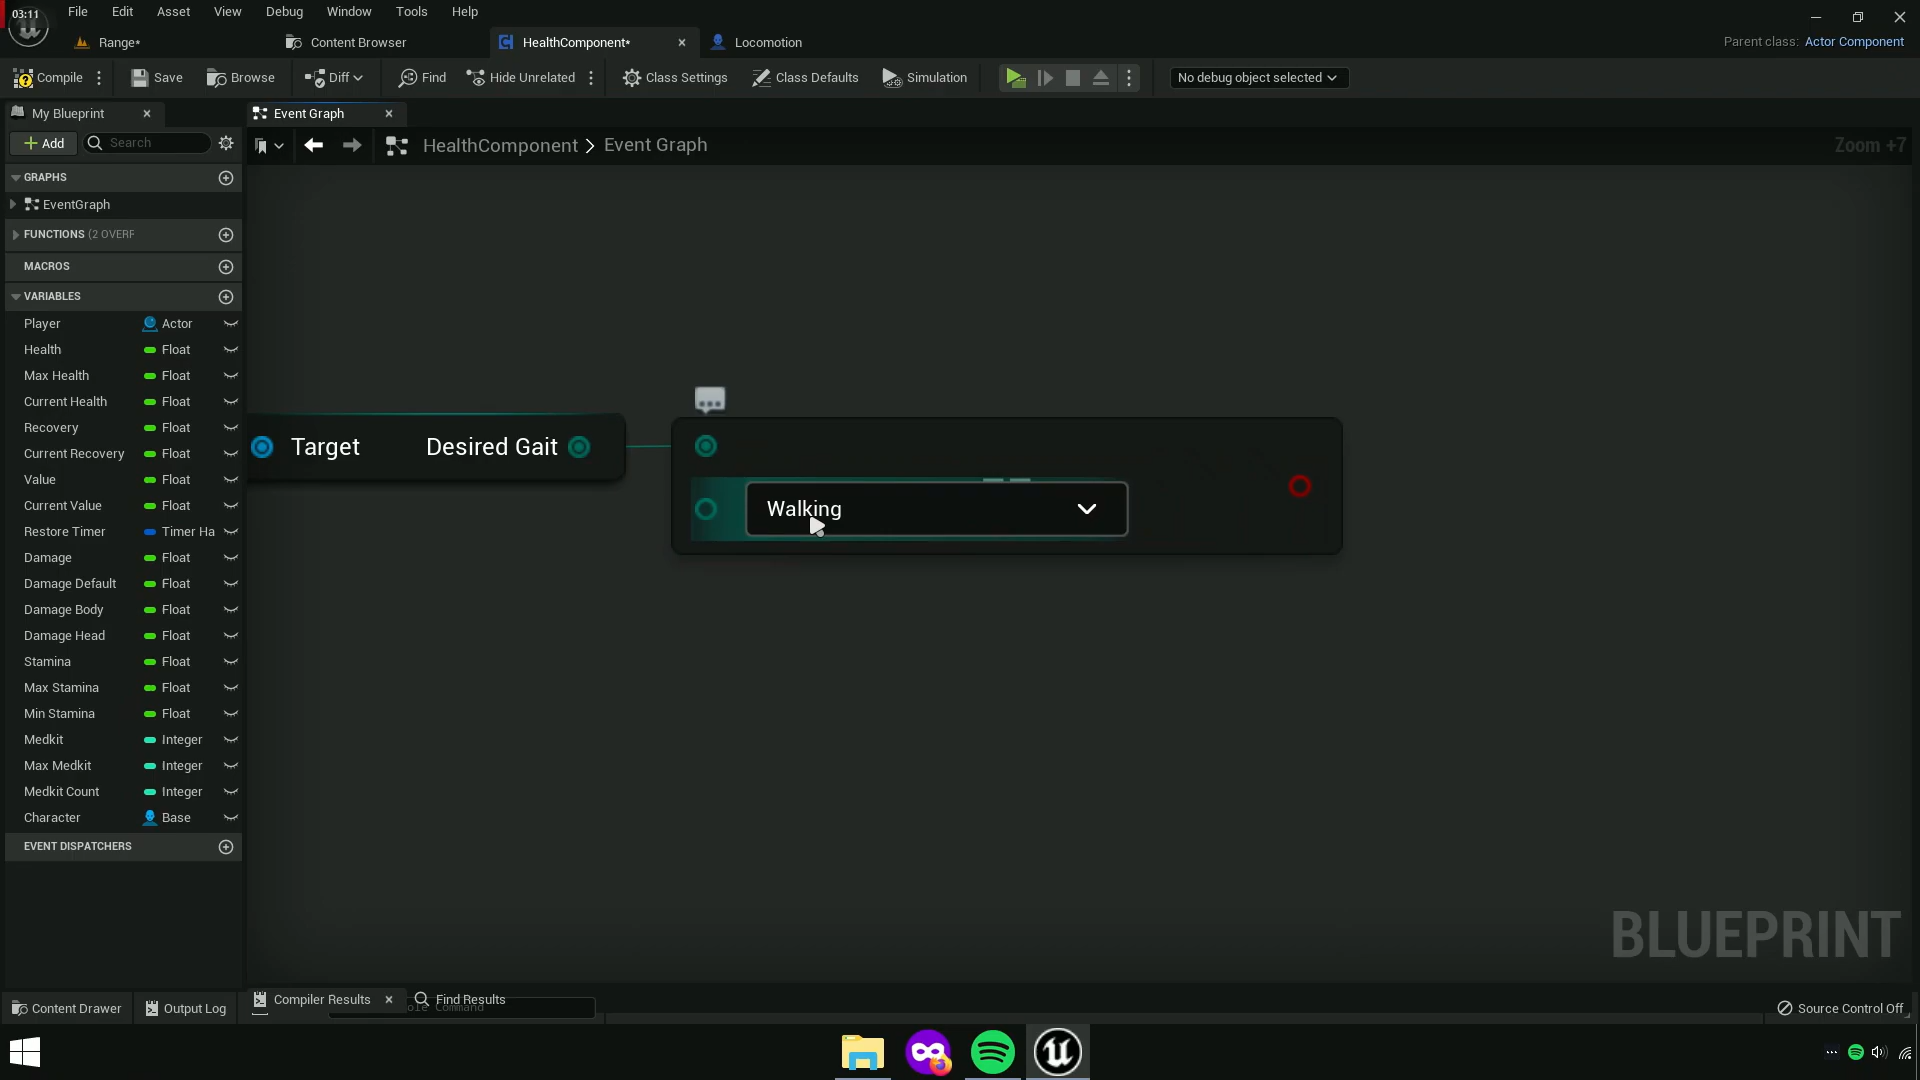 03:11
File Edit Asset View Debug Window Tools Help
Range* Content Browser HealthComponent* Locomotion
Parent class: Actor Component
Compile Save Browse Diff Find Hide Unrelated Class Settings Class Defaults Simulation No debug object selected
My Blueprint Event Graph
Add Search HealthComponent > Event Graph Zoom +7
GRAPHS
EventGraph
FUNCTIONS (2 OVERF
MACROS
VARIABLES
Player Actor
Health Float
Max Health Float
Current Health Float
Recovery Float
Current Recovery Float
Value Float
Current Value Float
Restore Timer Timer Ha
Damage Float
Damage Default Float
Damage Body Float
Damage Head Float
Stamina Float
Max Stamina Float
Min Stamina Float
Medkit Integer
Max Medkit Integer
Medkit Count Integer
Character Base
EVENT DISPATCHERS
Target Desired Gait
Walking
BLUEPRINT
Compiler Results Find Results
Content Drawer Output Log Command Source Control Off